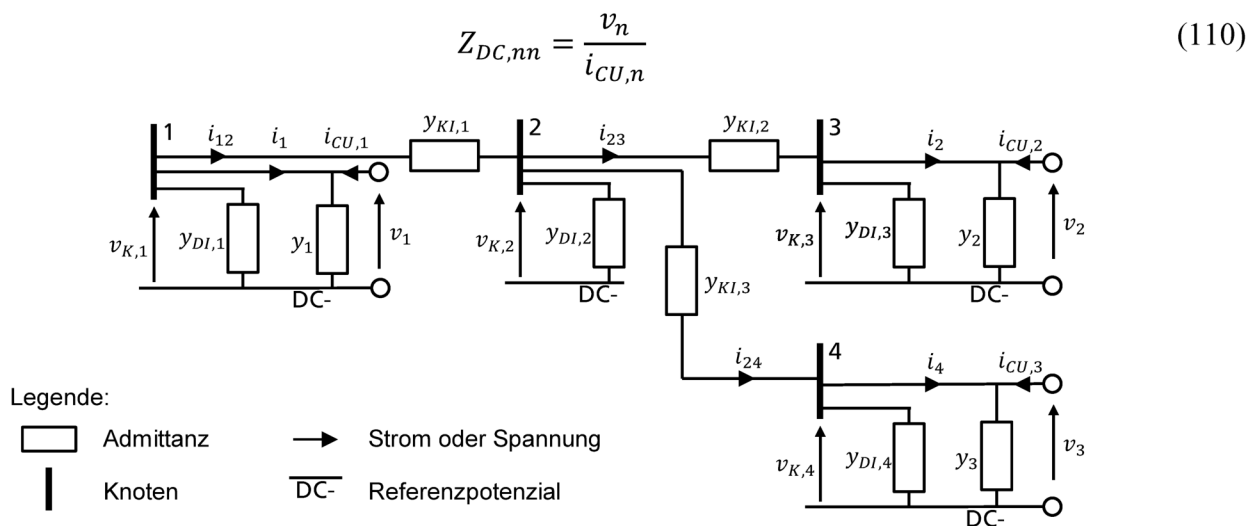 Z_{DC,nn} = v_n / i_{CU,n} (110)
1 i_{12} i_1 i_{CU,1} y_{KI,1} 2 i_{23} y_{KI,2} 3 i_2 i_{CU,2}
v_{K,1} y_{DI,1} y_1 v_1 v_{K,2} y_{DI,2} v_{K,3} y_{DI,3} y_2 v_2
y_{KI,3}
DC- DC- DC-
i_{24} 4 i_4 i_{CU,3}
v_{K,4} y_{DI,4} y_3 v_3
DC-
Legende:
Admittanz Strom oder Spannung
Knoten DC- Referenzpotenzial